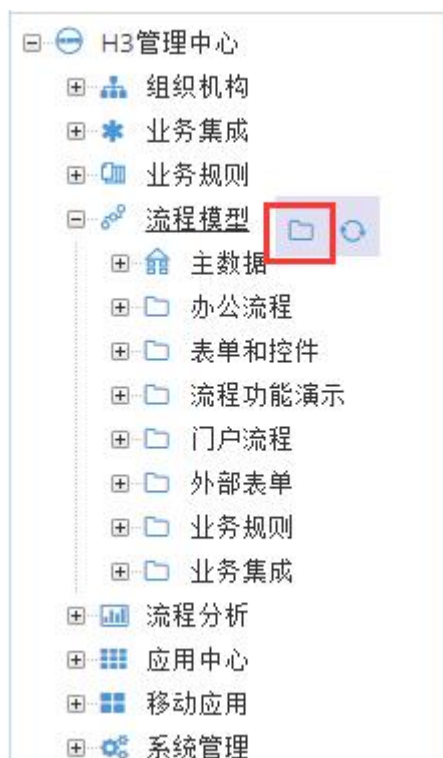 H3管理中心
组织机构
业务集成
业务规则
流程模型
主数据
办公流程
表单和控件
流程功能演示
门户流程
外部表单
业务规则
业务集成
流程分析
应用中心
移动应用
系统管理